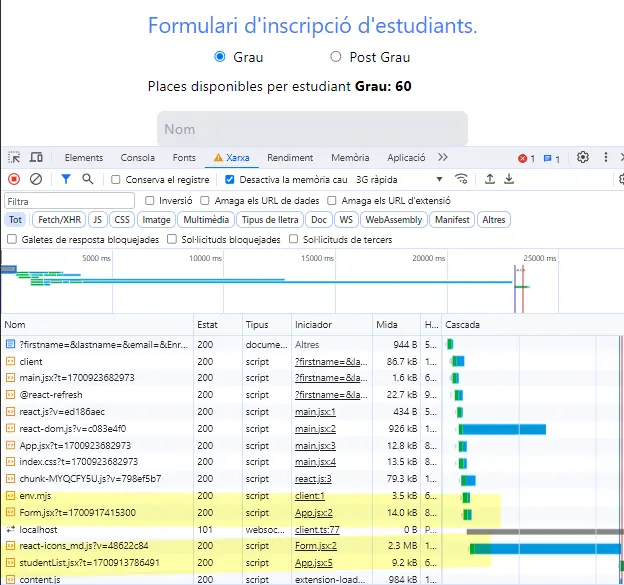 Formulari d'inscripció d'estudiants.
Grau Post Grau
Places disponibles per estudiant Grau: 60
Nom
Elements Consola Fonts Xarxa Rendiment Memòria Aplicació 1 1
Conserva el registre Desactiva la memòria cau 3G ràpida
Filtra Inversió Amaga els URL de dades Amaga els URL d'extensió
Tot Fetch/XHR JS CSS Imatge Multimèdia Tipus de lletra Doc WS WebAssembly Manifest Altres
Galetes de resposta bloquejades Sol·licituds bloquejades Sol·licituds de tercers
5000 ms 10000 ms 15000 ms 20000 ms 25000 ms
Nom Estat Tipus Iniciador Mida H... Cascada
?firstname=&lastname=&email=&Enr... 200 docume... Altres 944 B 5...
client 200 script ?firstname=&la... 86.7 kB 1...
main.jsx?t=1700923682973 200 script ?firstname=&la... 1.6 kB 6...
@react-refresh 200 script ?firstname=&la... 22.7 kB 9...
react.js?v=ed186aec 200 script main.jsx:1 434 B 5...
react-dom.js?v=c083e4f0 200 script main.jsx:2 926 kB 1...
App.jsx?t=1700923682973 200 script main.jsx:3 12.8 kB 8...
index.css?t=1700923682973 200 script main.jsx:4 13.5 kB 8...
chunk-MYQCFY5U.js?v=798ef5b7 200 script react.js:3 79.3 kB 1...
env.mjs 200 script client:1 3.5 kB 6...
Form.jsx?t=1700917415300 200 script App.jsx:2 14.0 kB 8...
localhost 101 websoc... client.ts:77 0 B P...
react-icons_md.js?v=48622c84 200 script Form.jsx:2 2.3 MB 1...
studentList.jsx?t=1700913786491 200 script App.jsx:5 9.2 kB 6...
content.js 200 script extension-load... 984 kB 1...